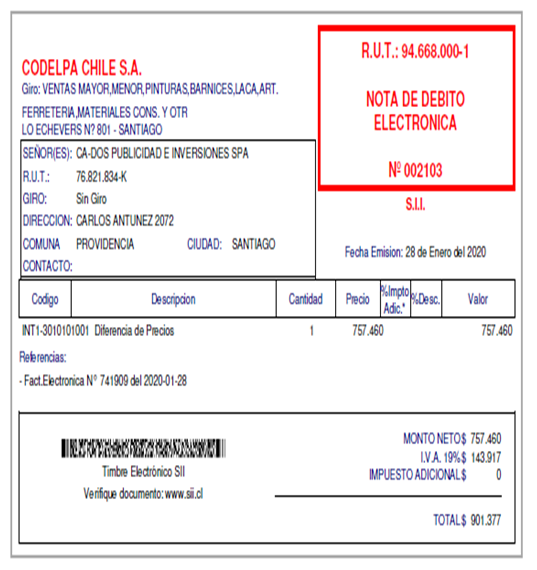 CODELPA CHILE S.A.
Giro: VENTAS MAYOR,MENOR,PINTURAS,BARNICES,LACA,ART.
FERRETERIA,MATERIALES CONS. Y OTR
LO ECHEVERS N? 801 - SANTIAGO
R.U.T.: 94.668.000-1
NOTA DE DEBITO
ELECTRONICA
Nº 002103
S.I.I.
SEÑOR(ES): CA-DOS PUBLICIDAD E INVERSIONES SPA
R.U.T.: 76.821.834-K
GIRO: Sin Giro
DIRECCION: CARLOS ANTUNEZ 2072
COMUNA PROVIDENCIA CIUDAD: SANTIAGO
CONTACTO:
Fecha Emision: 28 de Enero del 2020
Codigo Descripcion Cantidad Precio %Impto Adic.* %Desc. Valor
INT1-3010101001 Diferencia de Precios 1 757.460 757.460
Referencias:
- Fact.Electronica N° 741909 del 2020-01-28
Timbre Electrónico SII
Verifique documento: www.sii.cl
MONTO NETO $ 757.460
I.V.A. 19% $ 143.917
IMPUESTO ADICIONAL $ 0
TOTAL $ 901.377